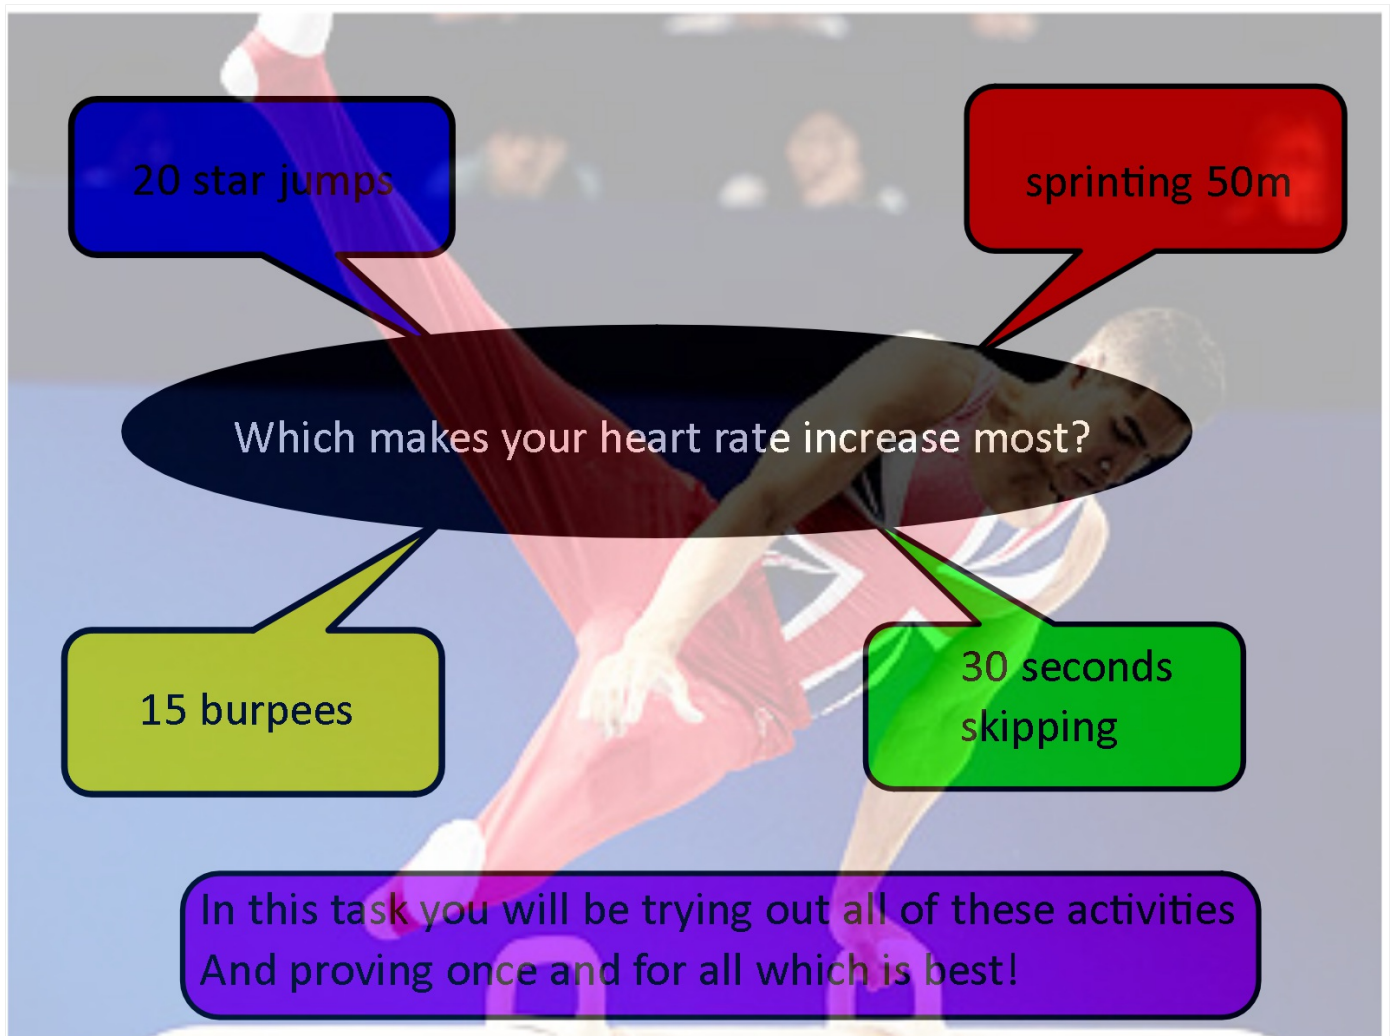 20 star jumps
sprinting 50m
Which makes your heart rate increase most?
15 burpees
30 seconds
skipping
In this task you will be trying out all of these activities
And proving once and for all which is best!